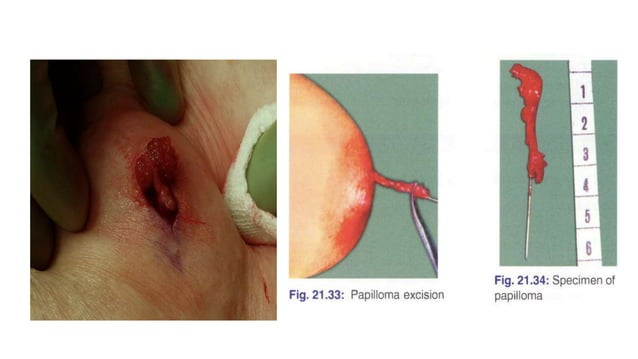 Fig. 21.33: Papilloma excision
1
2
3
4
5
6
Fig. 21.34: Specimen of
papilloma